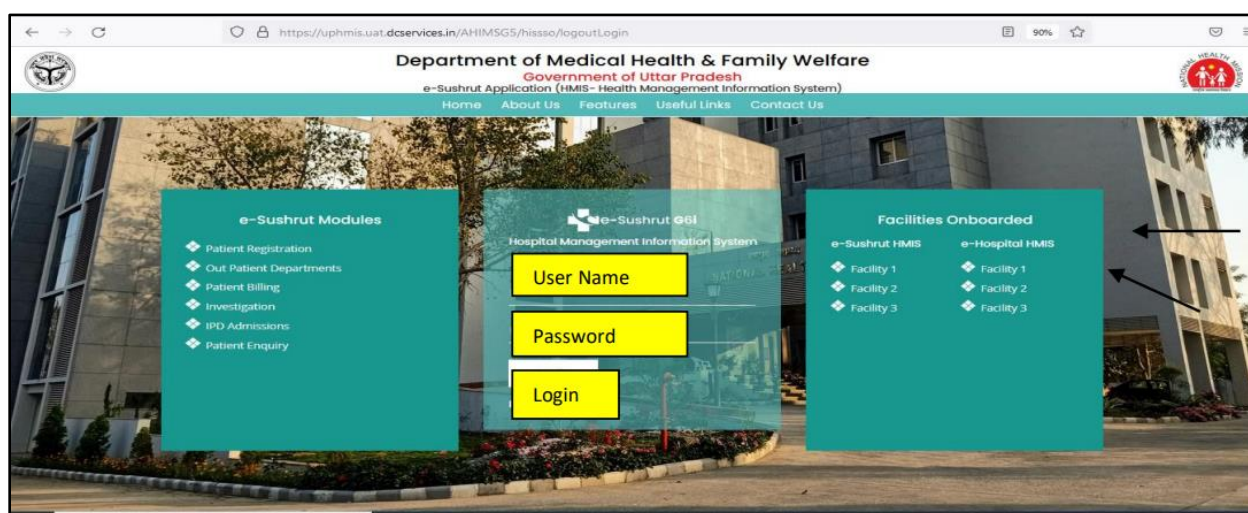 https://uphmis.uat.dcservices.in/AHIMSG5/hissso/logoutLogin
90%
Department of Medical Health & Family Welfare
Government of Uttar Pradesh
e-Sushrut Application (HMIS- Health Management Information System)
NATIONAL HEALTH MISSION
Home About Us Features Useful Links Contact Us
e-Sushrut Modules
Patient Registration
Out Patient Departments
Patient Billing
Investigation
IPD Admissions
Patient Enquiry
e-Sushrut G6i
Hospital Management Information System
User Name
Password
Login
Facilities Onboarded
e-Sushrut HMIS e-Hospital HMIS
Facility 1 Facility 1
Facility 2 Facility 2
Facility 3 Facility 3